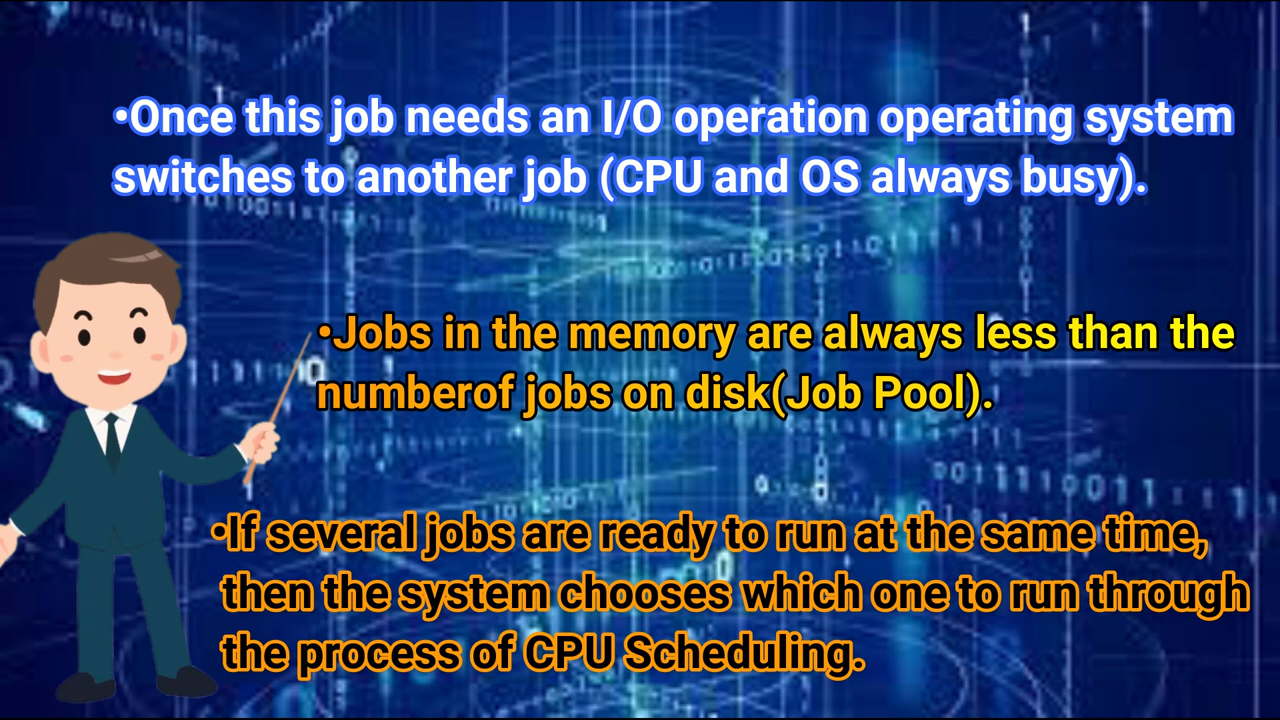 •Once this job needs an I/O operation operating system
switches to another job (CPU and OS always busy).
•Jobs in the memory are always less than the
numberof jobs on disk(Job Pool).
•If several jobs are ready to run at the same time,
then the system chooses which one to run through
the process of CPU Scheduling.